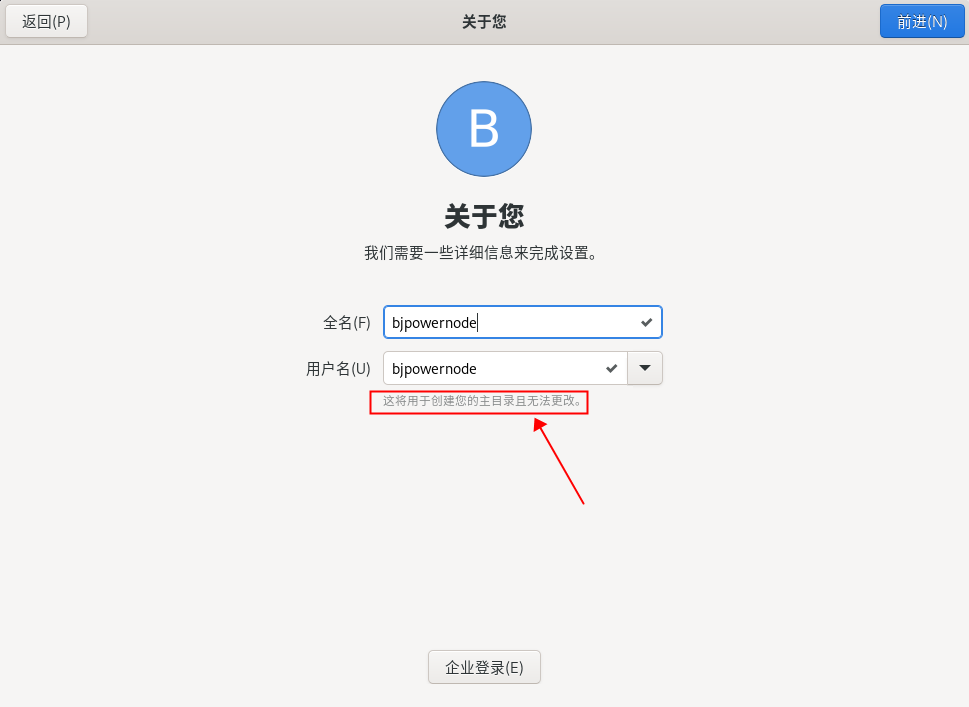 返回(P)
关于您
前进(N)
B
关于您
我们需要一些详细信息来完成设置。
全名(F)
bjpowernode
用户名(U)
bjpowernode
这将用于创建您的主目录且无法更改。
企业登录(E)